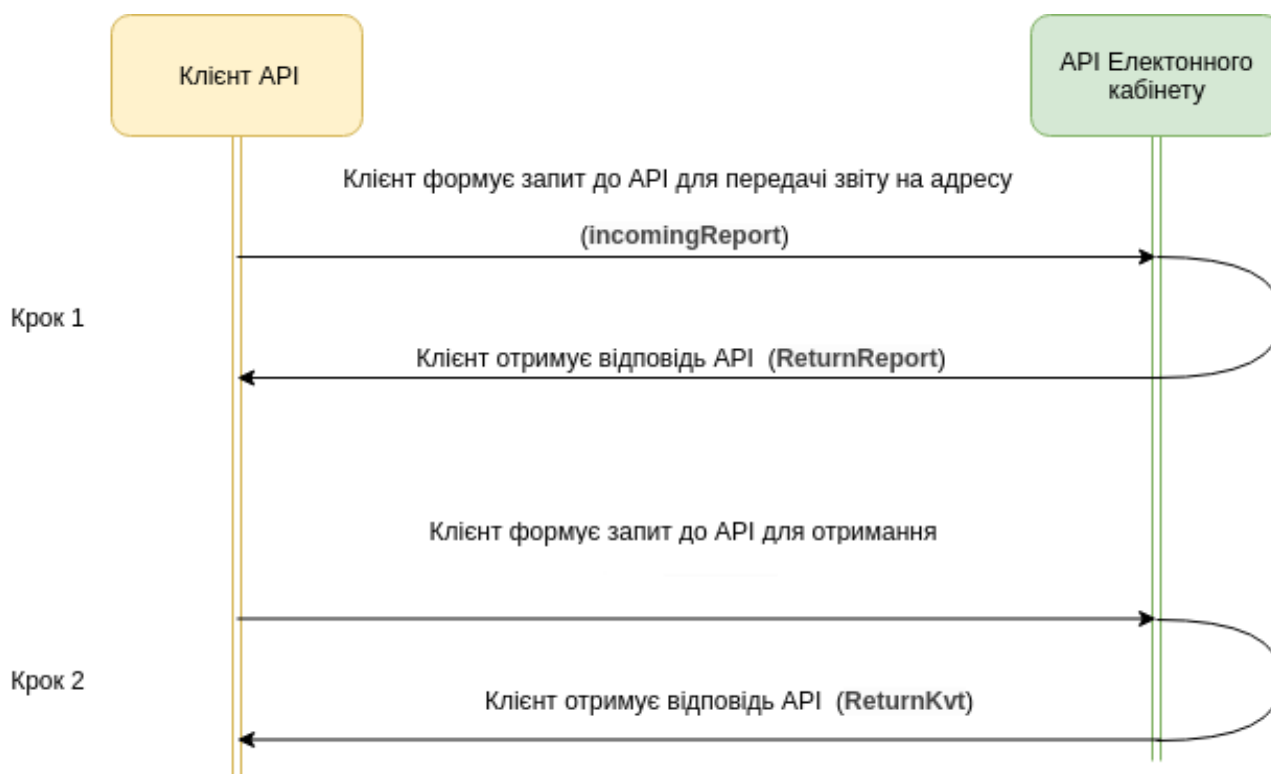 Клієнт API
API Електонного
кабінету
Клієнт формує запит до API для передачі звіту на адресу
(incomingReport)
Крок 1
Клієнт отримує відповідь API (ReturnReport)
Клієнт формує запит до API для отримання
Крок 2
Клієнт отримує відповідь API (ReturnKvt)